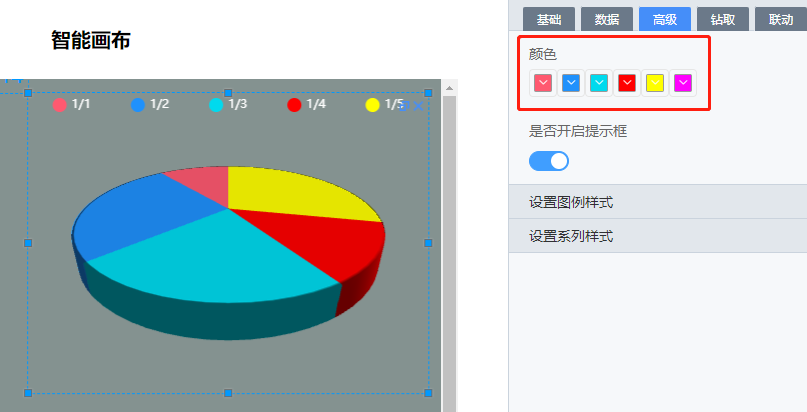 智能画布
1/1 1/2 1/3 1/4 1/5
基础 数据 高级 钻取 联动
颜色
是否开启提示框
设置图例样式
设置系列样式